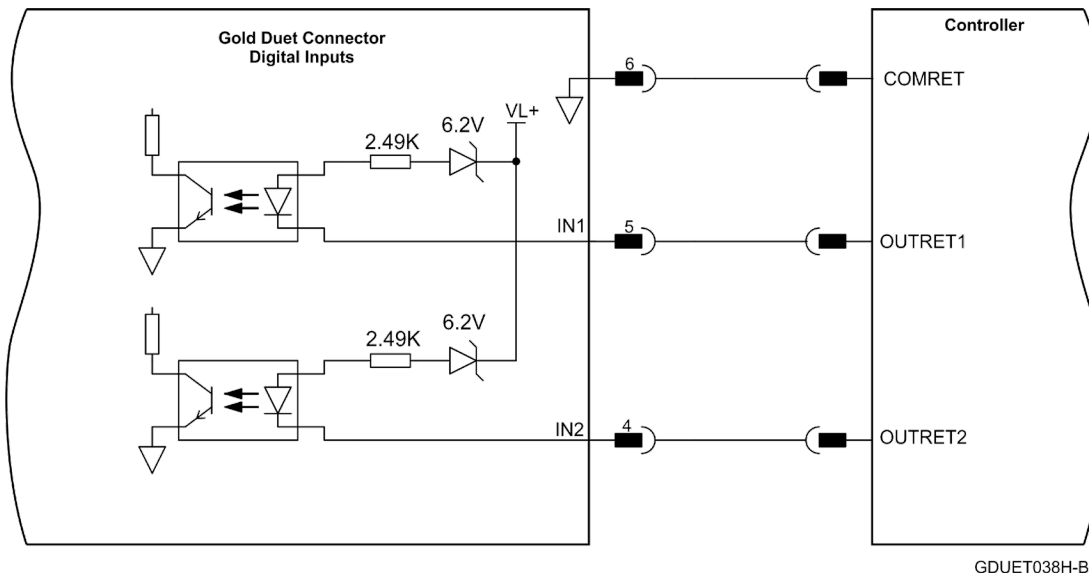 Gold Duet Connector
Digital Inputs
Controller
6
COMRET
VL+
6.2V
2.49K
IN1
5
OUTRET1
6.2V
2.49K
IN2
4
OUTRET2
GDUET038H-B